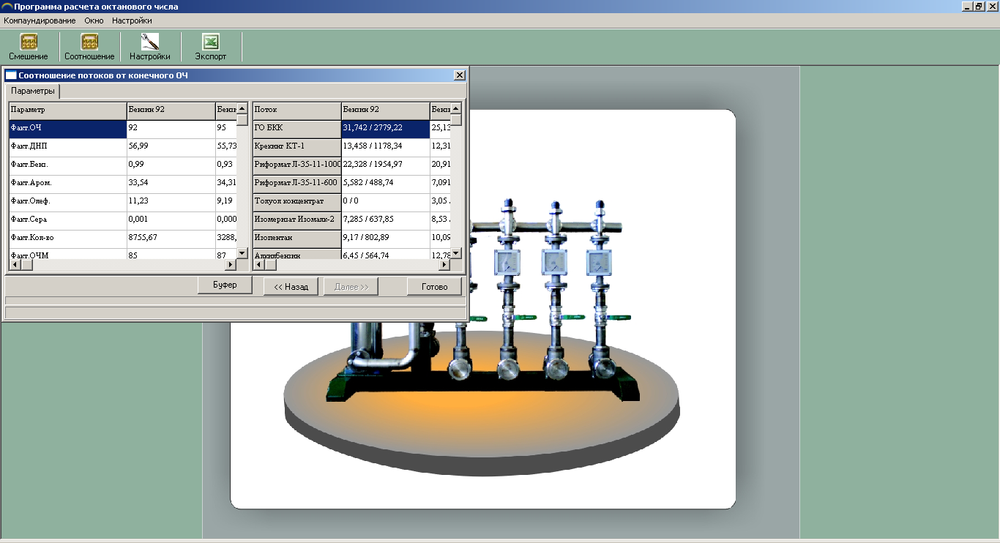 Программа расчета октанового числа
Компаундирование Окно Настройки
Смешение Соотношение Настройки Экспорт
Соотношение потоков от конечного ОЧ
Параметры
Параметр Бензин 92 Бенз
Факт.ОЧ 92 95
Факт.ДНП 56,99 55,73
Факт.Бенз. 0,99 0,93
Факт.Аром. 33,54 34,31
Факт.Олеф. 11,23 9,19
Факт.Сера 0,001 0,000
Факт.Кол-во 8755,67 3288,
Факт.ОЧМ 85 87
Поток Бензин 92 Бенз
ГО БКК 31,742 / 2779,22 25,13
Крекинг КТ-1 13,458 / 1178,34 12,31
Риформат Л-35-11-1000 22,328 / 1954,97 20,91
Риформат Л-35-11-600 5,582 / 488,74 7,091
Толуол концентрат 0 / 0 3,05
Изомеризат Изомалк-2 7,285 / 637,85 8,53
Изопентан 9,17 / 802,89 10,09
Алкилбензин 6,45 / 564,74 12,78
Буфер << Назад Далее >> Готово